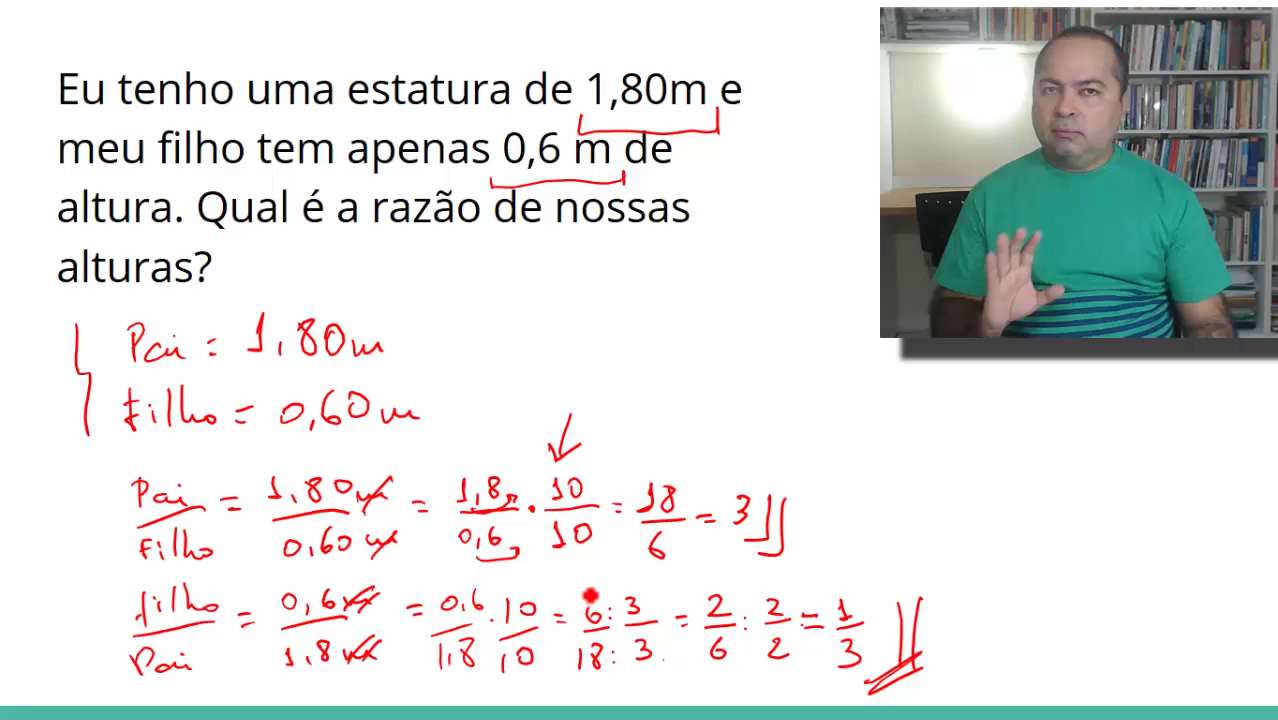 Eu tenho uma estatura de 1,80m e
meu filho tem apenas 0,6 m de
altura. Qual é a razão de nossas
alturas?
Pai = 1,80m
Filho = 0,60m
Pai/Filho = 1,80m/0,60m = 1,8/0,6 . 10/10 = 18/6 = 3
filho/Pai = 0,6m/1,8m = 0,6/1,8 . 10/10 = 6/18 : 3/3 = 2/6 : 2/2 = 1/3